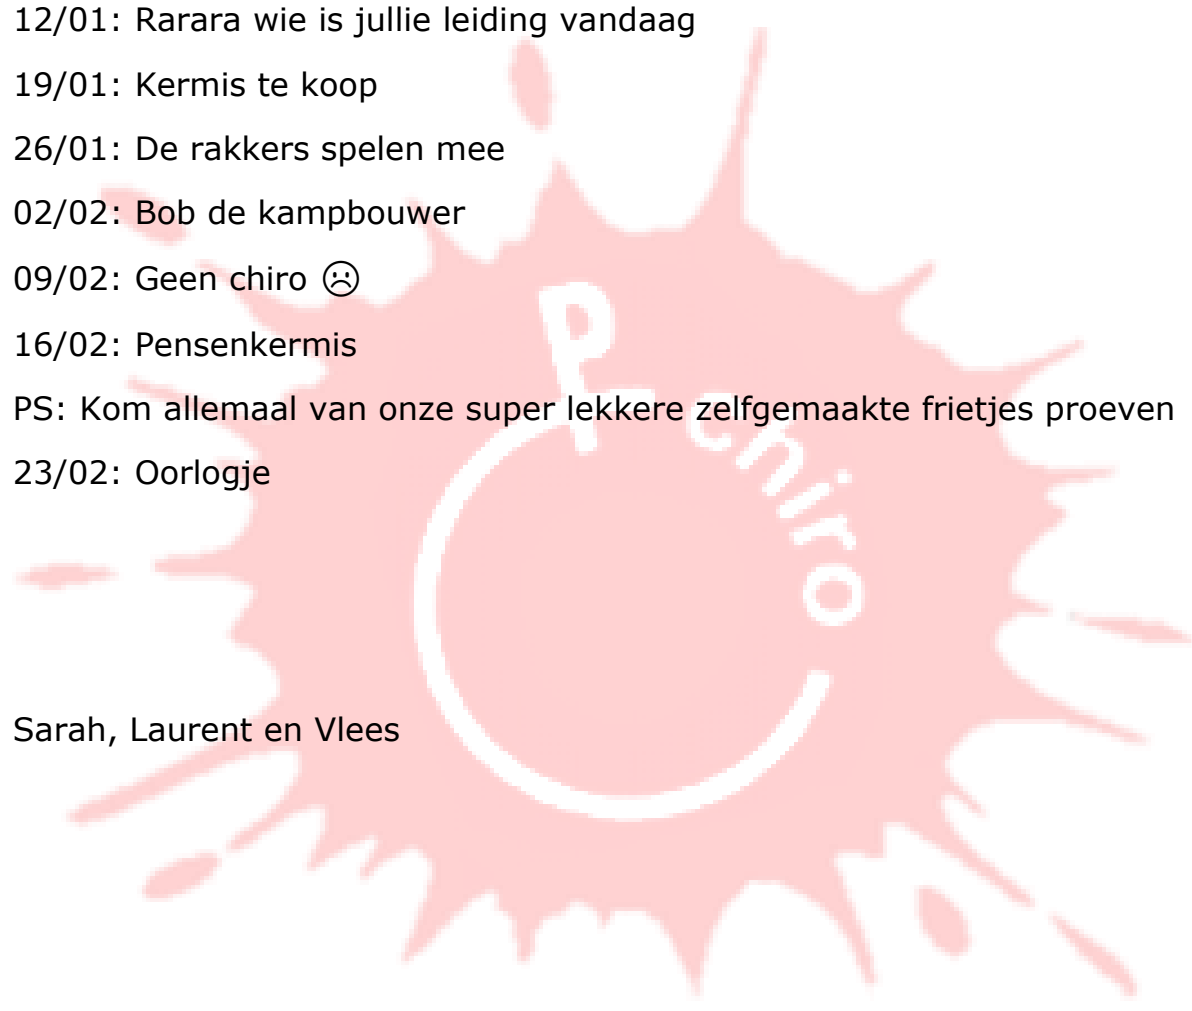 12/01: Rarara wie is jullie leiding vandaag
19/01: Kermis te koop
26/01: De rakkers spelen mee
02/02: Bob de kampbouwer
09/02: Geen chiro ☹
16/02: Pensenkermis
PS: Kom allemaal van onze super lekkere zelfgemaakte frietjes proeven
23/02: Oorlogje
chiro
Sarah, Laurent en Vlees